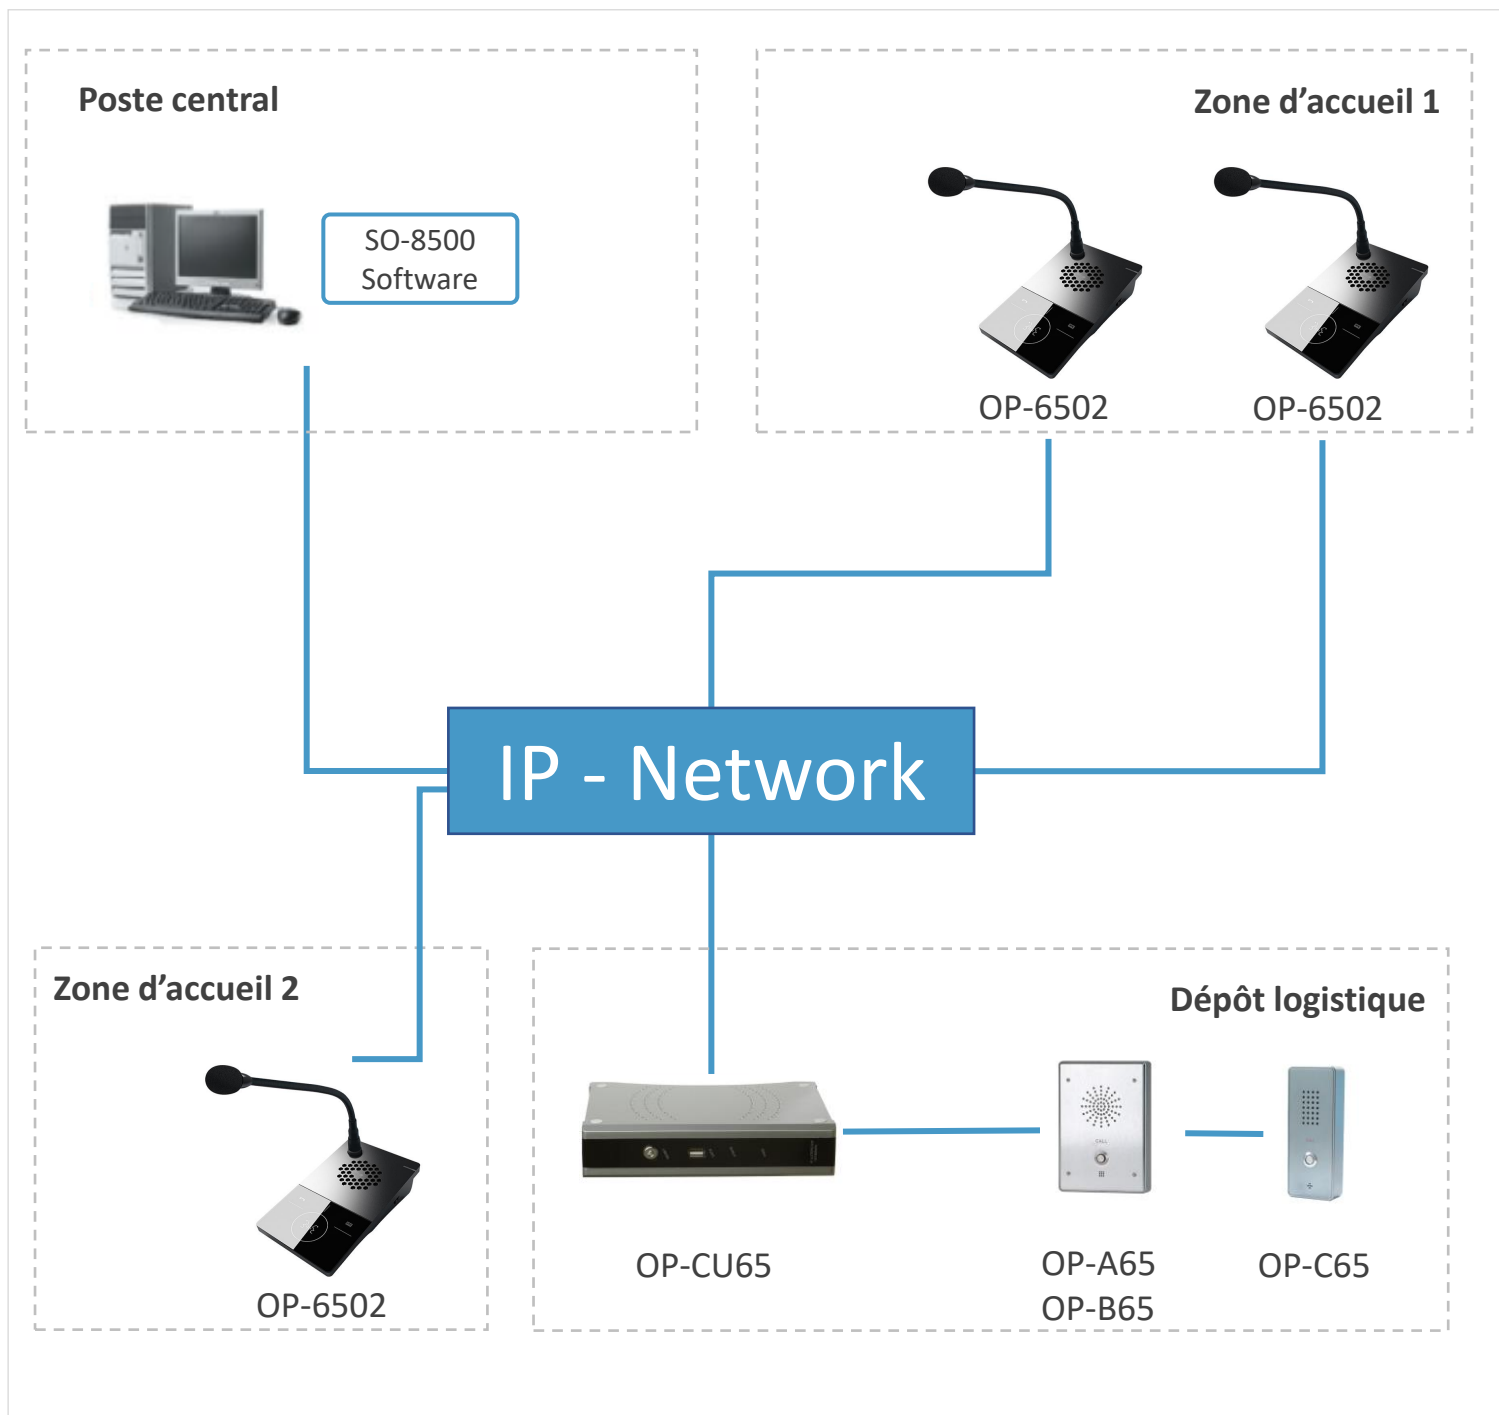 Poste central
SO-8500
Software
Zone d’accueil 1
OP-6502
OP-6502
IP - Network
Zone d’accueil 2
OP-6502
Dépôt logistique
CALL
OP-CU65
OP-A65
OP-B65
OP-C65